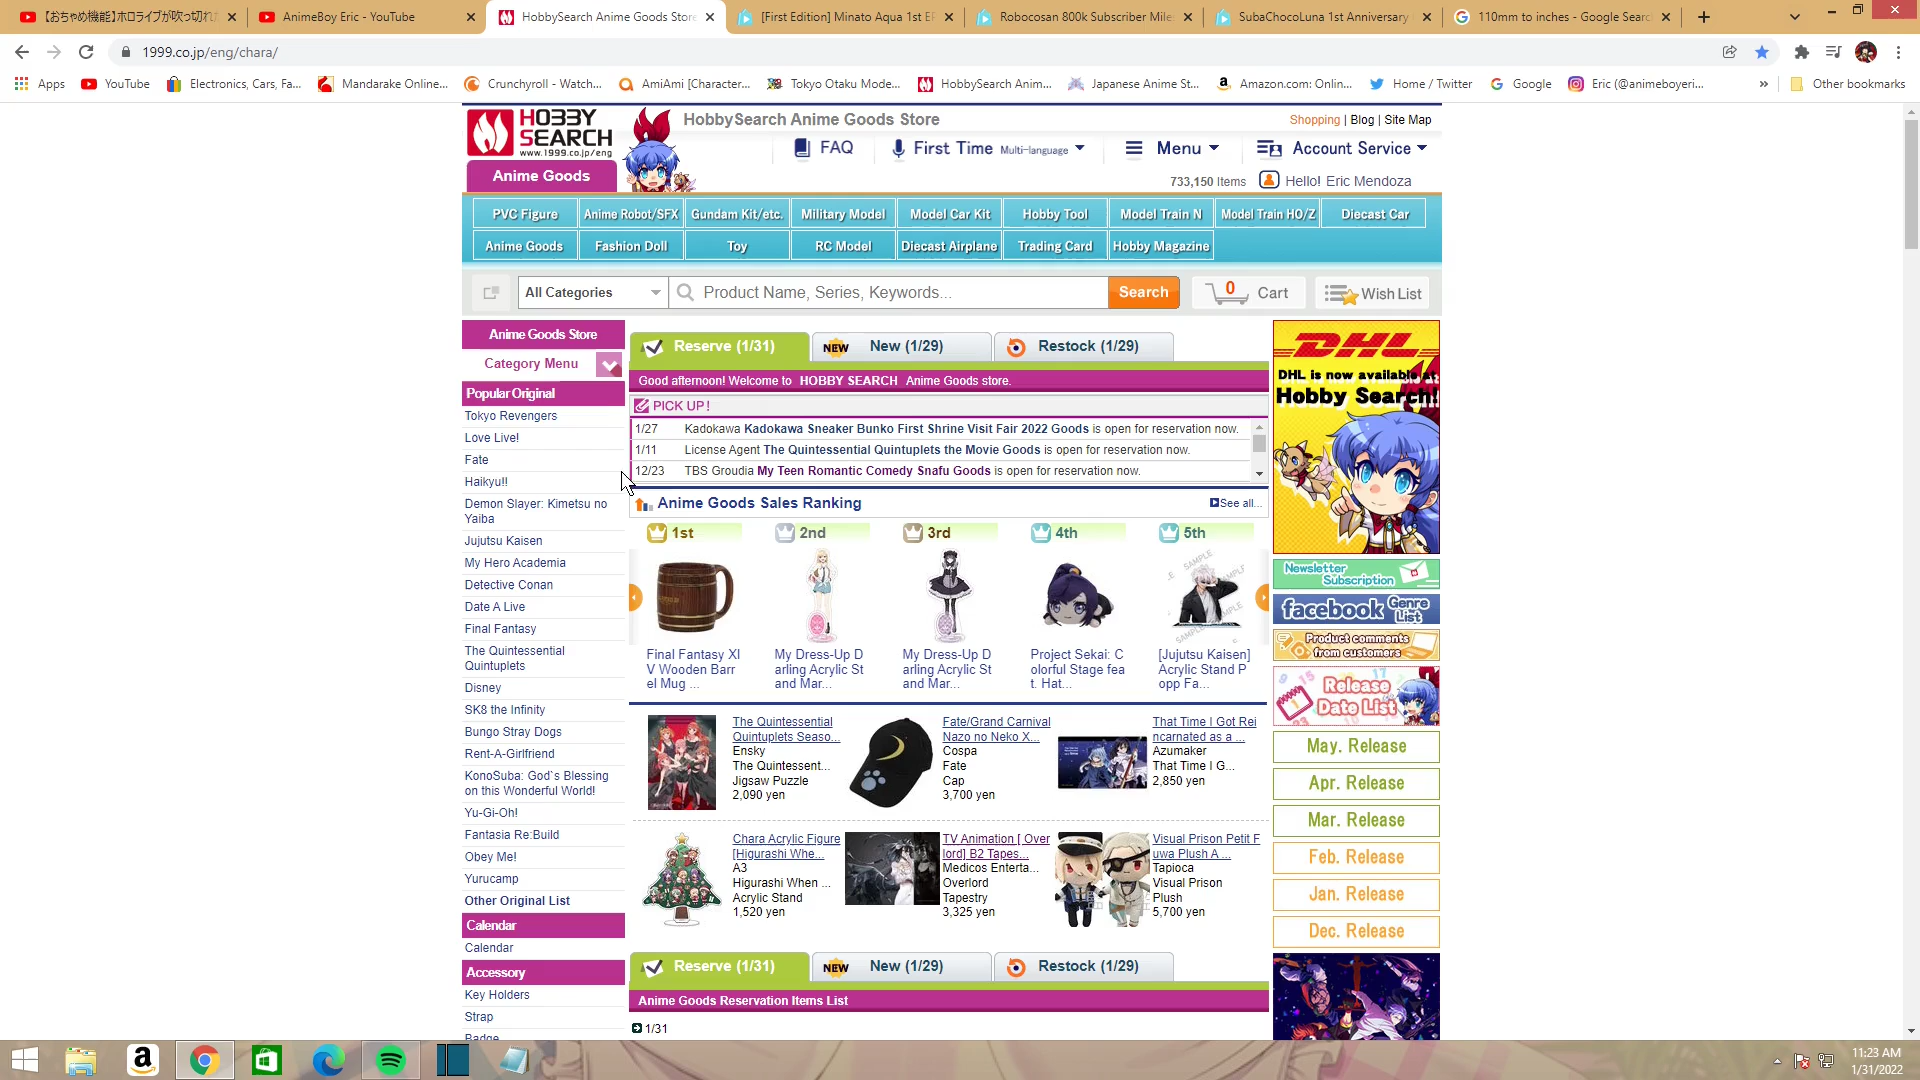 【おちゃめ機能】ホロライブが吹っ切れた
AnimeBoy Eric - YouTube
HobbySearch Anime Goods Store
[First Edition] Minato Aqua 1st EP
Robocosan 800k Subscriber Mile
SubaChocoLuna 1st Anniversary
110mm to inches - Google Searc
1999.co.jp/eng/chara/
Apps
YouTube
Electronics, Cars, Fa...
Mandarake Online...
Crunchyroll - Watch...
AmiAmi [Character...
Tokyo Otaku Mode...
HobbySearch Anim...
Japanese Anime St...
Amazon.com: Onlin...
Home / Twitter
Google
Eric (@animeboyeri...
»
Other bookmarks
HOBBY SEARCH
www.1999.co.jp/eng
HobbySearch Anime Goods Store
Shopping | Blog | Site Map
FAQ
First Time Multi-language
Menu
Account Service
Anime Goods
733,150 Items
Hello! Eric Mendoza
PVC Figure
Anime Robot/SFX
Gundam Kit/etc.
Military Model
Model Car Kit
Hobby Tool
Model Train N
Model Train HO/Z
Diecast Car
Anime Goods
Fashion Doll
Toy
RC Model
Diecast Airplane
Trading Card
Hobby Magazine
All Categories
Product Name, Series, Keywords...
Search
0
Cart
Wish List
Anime Goods Store
Category Menu
Popular Original
Tokyo Revengers
Love Live!
Fate
Haikyu!!
Demon Slayer: Kimetsu no
Yaiba
Jujutsu Kaisen
My Hero Academia
Detective Conan
Date A Live
Final Fantasy
The Quintessential
Quintuplets
Disney
SK8 the Infinity
Bungo Stray Dogs
Rent-A-Girlfriend
KonoSuba: God`s Blessing
on this Wonderful World!
Yu-Gi-Oh!
Fantasia Re:Build
Obey Me!
Yurucamp
Other Original List
Calendar
Calendar
Accessory
Key Holders
Strap
Badge
Reserve (1/31)
NEW New (1/29)
Restock (1/29)
Good afternoon! Welcome to HOBBY SEARCH Anime Goods store.
PICK UP!
1/27 Kadokawa Kadokawa Sneaker Bunko First Shrine Visit Fair 2022 Goods is open for reservation now.
1/11 License Agent The Quintessential Quintuplets the Movie Goods is open for reservation now.
12/23 TBS Groudia My Teen Romantic Comedy Snafu Goods is open for reservation now.
Anime Goods Sales Ranking
See all...
1st
2nd
3rd
4th
5th
SAMPLE
SAMPLE
SAMPLE
Final Fantasy XI
V Wooden Barr
el Mug ...
My Dress-Up D
arling Acrylic St
and Mar...
My Dress-Up D
arling Acrylic St
and Mar...
Project Sekai: C
olorful Stage fea
t. Hat...
[Jujutsu Kaisen]
Acrylic Stand P
opp Fa...
The Quintessential
Quintuplets Seaso...
Ensky
The Quintessent...
Jigsaw Puzzle
2,090 yen
Fate/Grand Carnival
Nazo no Neko X...
Cospa
Fate
Cap
3,700 yen
That Time I Got Rei
ncarnated as a ...
Azumaker
That Time I G...
2,850 yen
Chara Acrylic Figure
[Higurashi Whe...
A3
Higurashi When ...
Acrylic Stand
1,520 yen
TV Animation [ Over
lord] B2 Tapes...
Medicos Enterta...
Overlord
Tapestry
3,325 yen
Visual Prison Petit F
uwa Plush A ...
Tapioca
Visual Prison
Plush
5,700 yen
Reserve (1/31)
NEW New (1/29)
Restock (1/29)
Anime Goods Reservation Items List
1/31
DHL
DHL is now available at
Hobby Search!
Newsletter
Subscription
facebook Genre
List
Product comments
from customers
Release
Date List
May. Release
Apr. Release
Mar. Release
Feb. Release
Jan. Release
Dec. Release
11:23 AM
1/31/2022